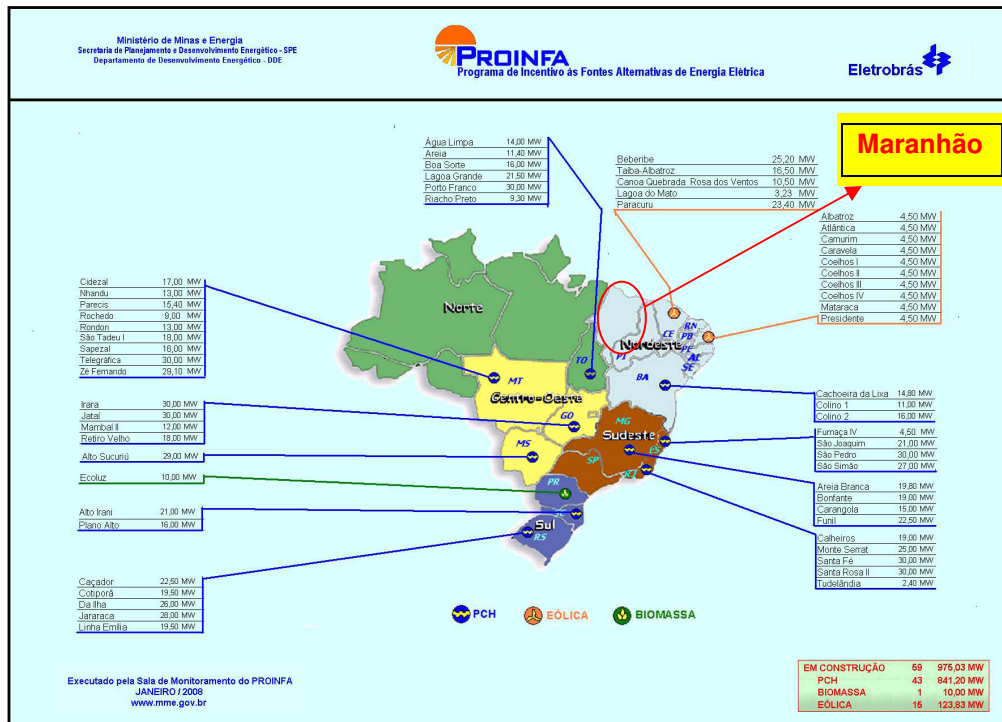 Ministério de Minas e Energia
Secretaria de Planejamento e Desenvolvimento Energético - SPE
Departamento de Desenvolvimento Energético - DDE
PROINFA
Programa de Incentivo às Fontes Alternativas de Energia Elétrica
Eletrobrás
Maranhão
Água Limpa 14,00 MW
Areia 11,40 MW
Boa Sorte 16,00 MW
Lagoa Grande 21,50 MW
Porto Franco 30,00 MW
Riacho Preto 9,30 MW
Beberibe 25,20 MW
Taíba-Albatroz 16,50 MW
Canoa Quebrada Rosa dos Ventos 10,50 MW
Lagoa do Mato 3,23 MW
Paracuru 23,40 MW
Albatroz 4,50 MW
Atlântica 4,50 MW
Camurim 4,50 MW
Caravela 4,50 MW
Coelhos I 4,50 MW
Coelhos II 4,50 MW
Coelhos III 4,50 MW
Coelhos IV 4,50 MW
Mataraca 4,50 MW
Presidente 4,50 MW
Cidezal 17,00 MW
Nhandu 13,00 MW
Parecis 15,40 MW
Rochedo 9,00 MW
Rondon 13,00 MW
São Tadeu I 18,00 MW
Sapezal 16,00 MW
Telegráfica 30,00 MW
Zé Fernando 29,10 MW
Irara 30,00 MW
Jataí 30,00 MW
Mambaí II 12,00 MW
Retiro Velho 18,00 MW
Alto Sucuriú 29,00 MW
Ecoluz 10,00 MW
Alto Irani 21,00 MW
Plano Alto 16,00 MW
Caçador 22,50 MW
Cotiporã 19,50 MW
Da Ilha 26,00 MW
Jararaca 28,00 MW
Linha Emília 19,50 MW
Norte
Nordeste
Centro-Oeste
Sudeste
Sul
TO
PI
CE
RN
PB
PE
AL
SE
BA
MT
GO
MS
MG
ES
SP
RJ
PR
SC
RS
Cachoeira da Lixa 14,80 MW
Colino 1 11,00 MW
Colino 2 16,00 MW
Fumaça IV 4,50 MW
São Joaquim 21,00 MW
São Pedro 30,00 MW
São Simão 27,00 MW
Areia Branca 19,80 MW
Bonfante 19,00 MW
Carangola 15,00 MW
Funil 22,50 MW
Calheiros 19,00 MW
Monte Serrat 25,00 MW
Santa Fé 30,00 MW
Santa Rosa II 30,00 MW
Tudelândia 2,40 MW
PCH EÓLICA BIOMASSA
Executado pela Sala de Monitoramento do PROINFA
JANEIRO / 2008
www.mme.gov.br
EM CONSTRUÇÃO 59 975,03 MW
PCH 43 841,20 MW
BIOMASSA 1 10,00 MW
EÓLICA 15 123,83 MW